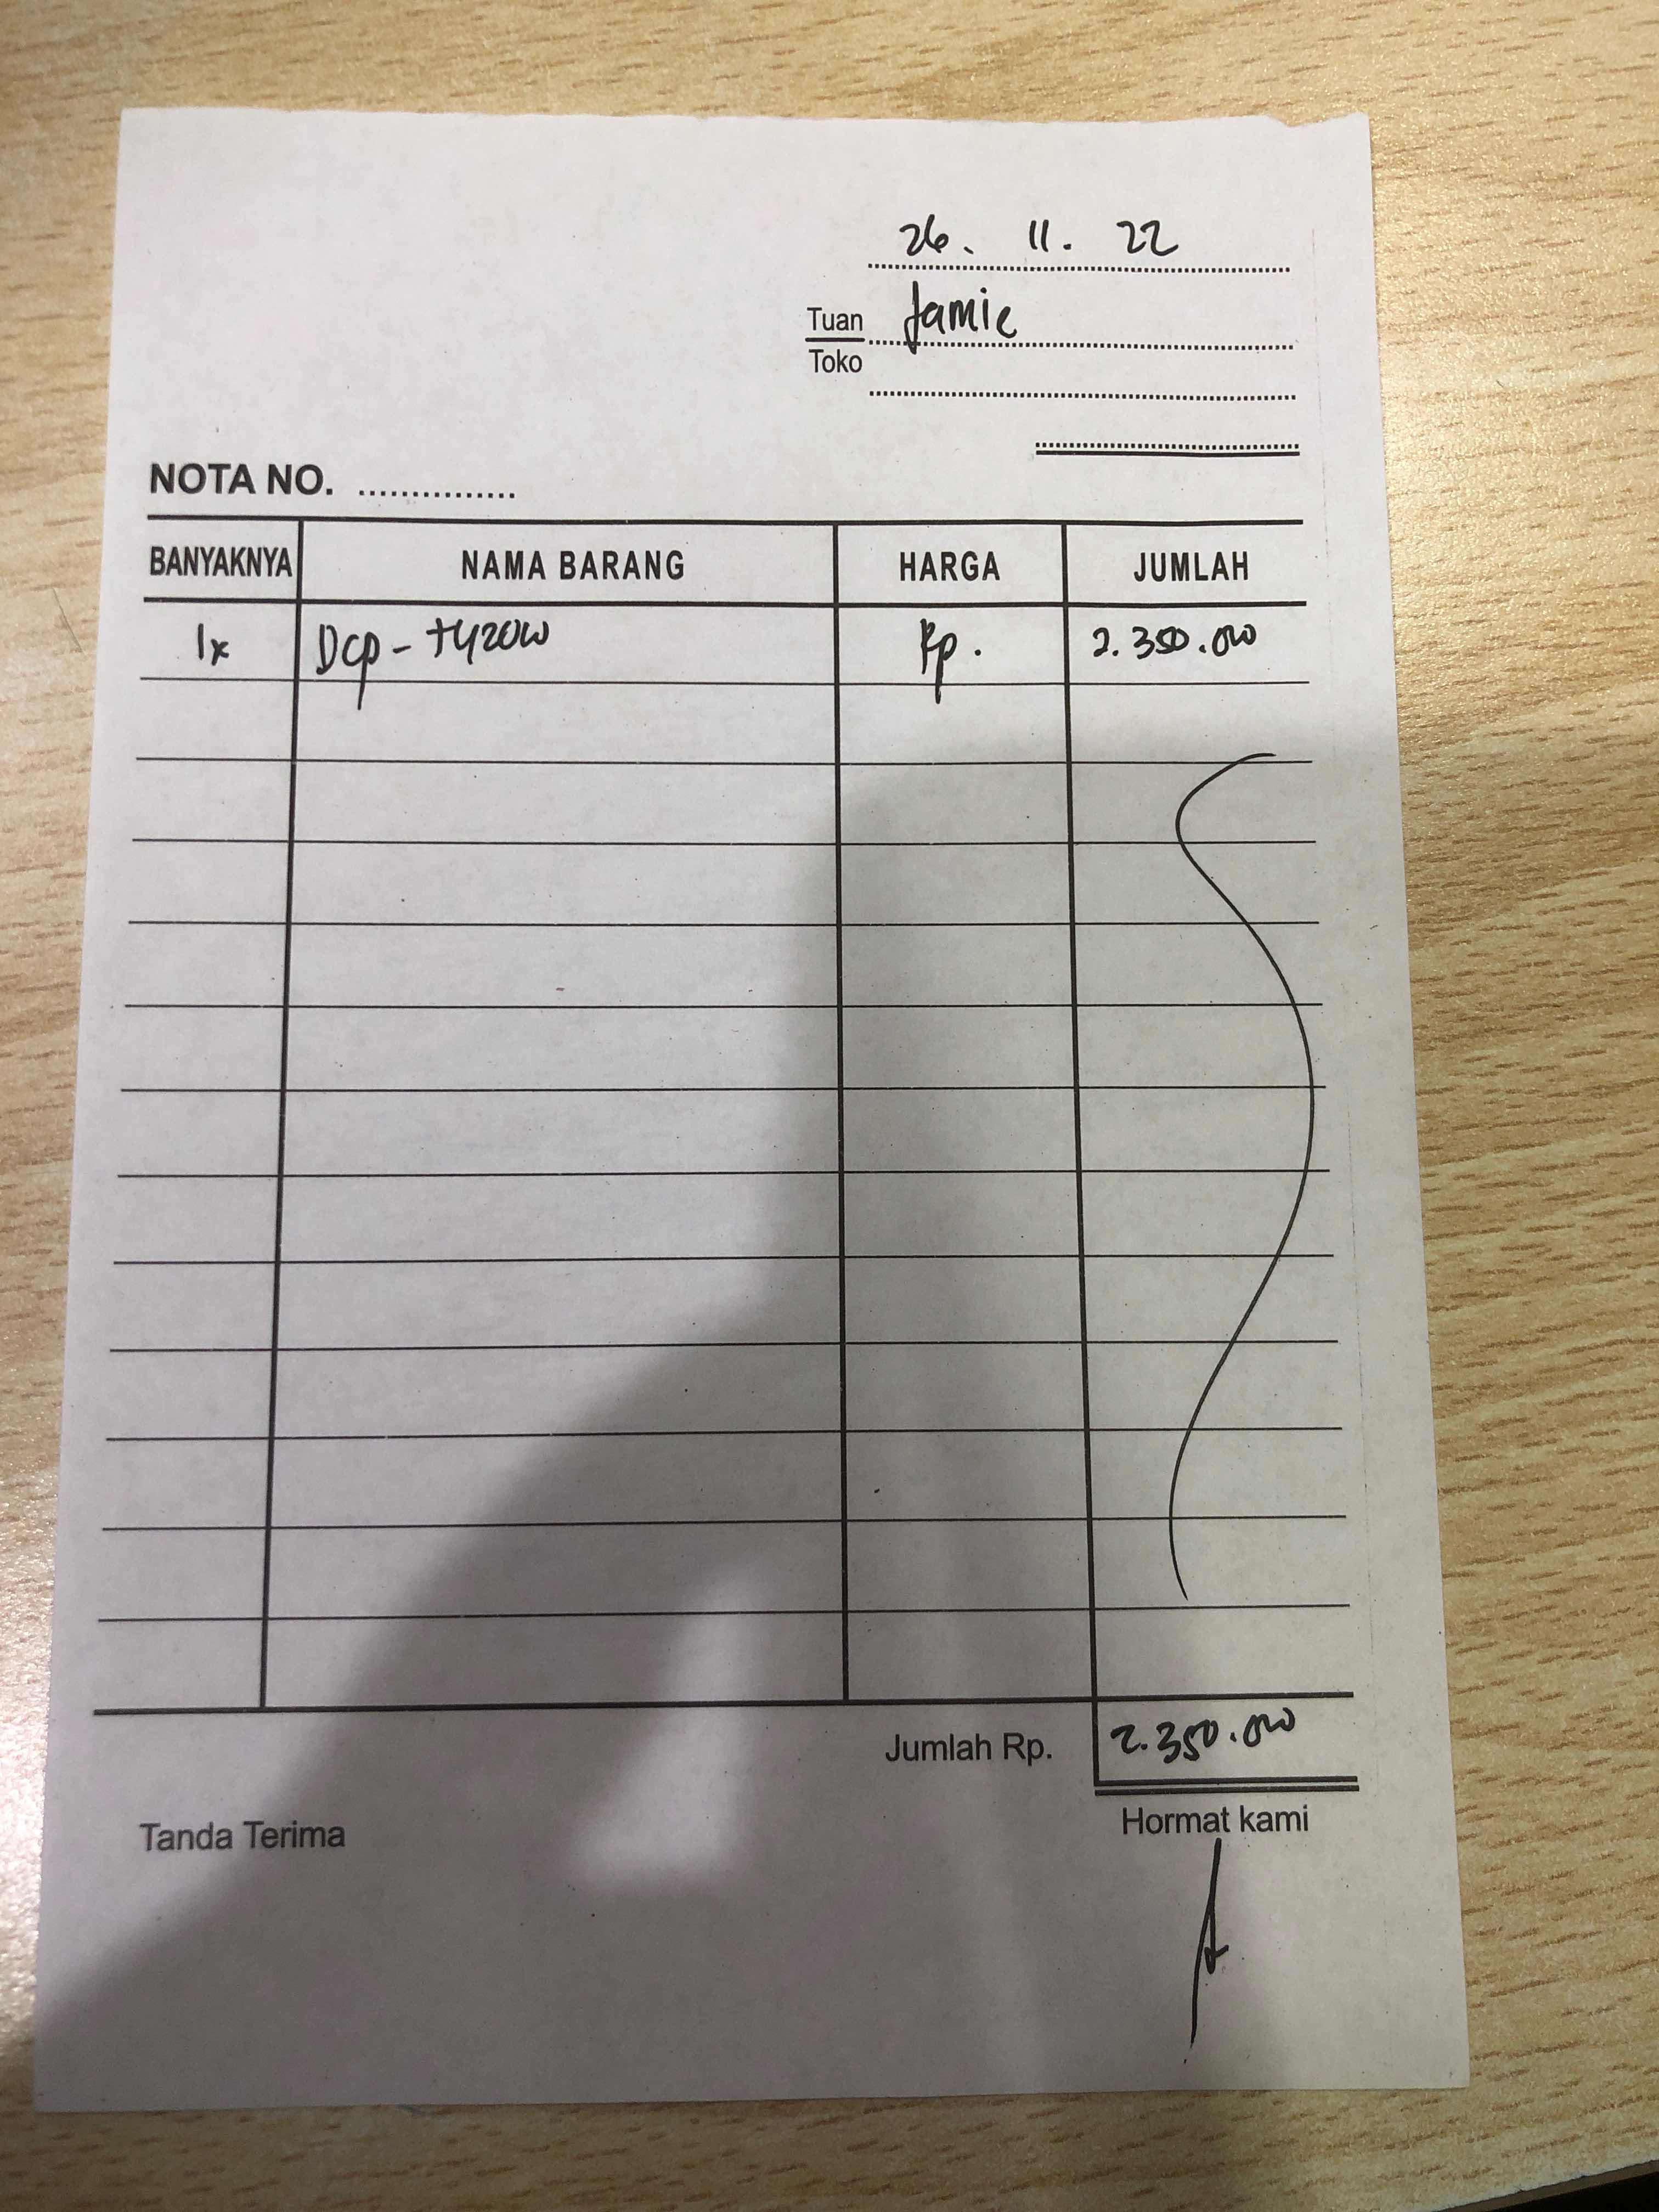 26. 11. 22
Tuan Jamie
Toko
NOTA NO. ...............
BANYAKNYA NAMA BARANG HARGA JUMLAH
1x Dcp - t420w Rp. 2.350.000
Jumlah Rp. 2.350.000
Tanda Terima Hormat kami